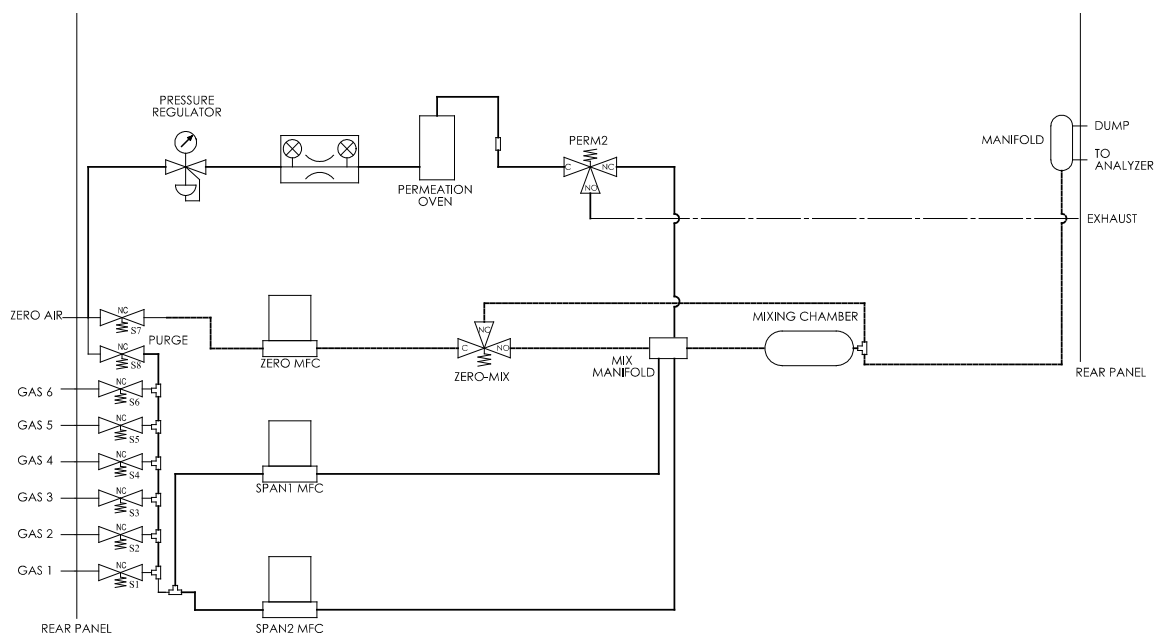 PRESSURE
REGULATOR
PERMEATION
OVEN
PERM2
C
NC
NO
MANIFOLD
DUMP
TO
ANALYZER
EXHAUST
ZERO AIR
NC
S7
ZERO MFC
NC
C
NO
ZERO-MIX
MIX
MANIFOLD
MIXING CHAMBER
REAR PANEL
PURGE
NC
S8
GAS 6
NC
S6
GAS 5
NC
S5
GAS 4
NC
S4
GAS 3
NC
S3
GAS 2
NC
S2
GAS 1
NC
S1
SPAN1 MFC
SPAN2 MFC
REAR PANEL